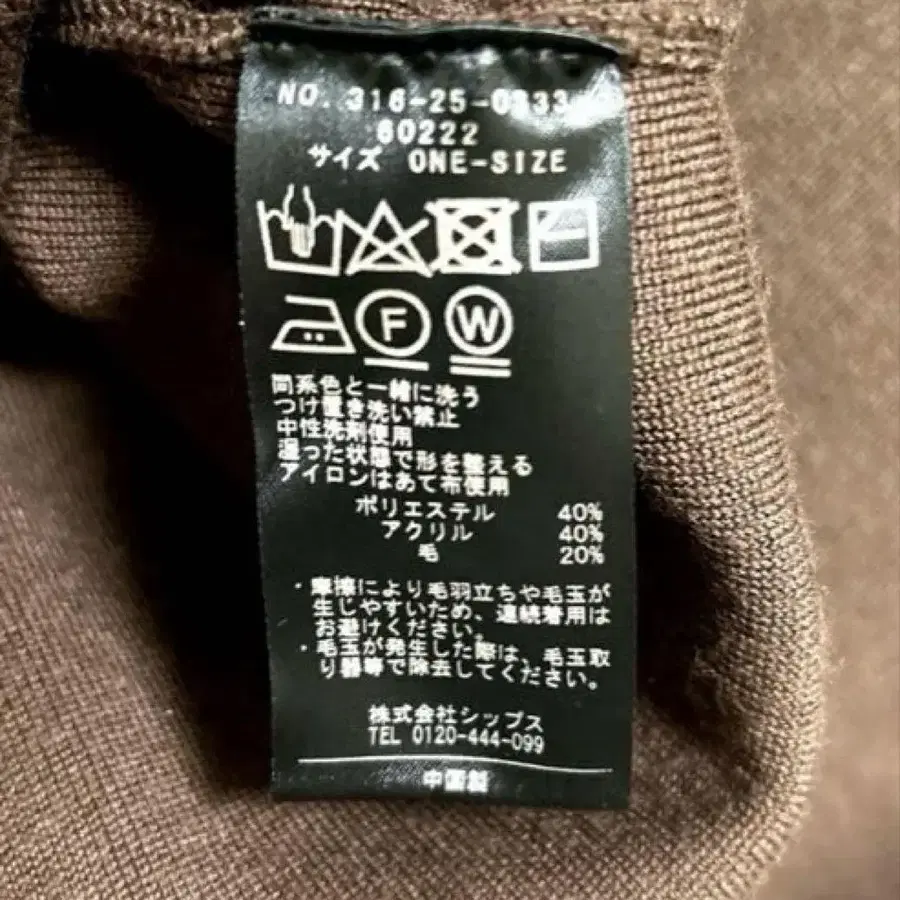 NO. 316-25-0333
60222
サイズ ONE-SIZE
F W
同系色と一緒に洗う
つけ置き洗い禁止
中性洗剤使用
湿った状態で形を整える
アイロンはあて布使用
ポリエステル 40%
アクリル 40%
毛 20%
・摩擦により毛羽立ちや毛玉が
生じやすいため、連続着用は
お避けください。
・毛玉が発生した際は、毛玉取
り器等で除去してください。
株式会社シップス
TEL 0120-444-099
中国製